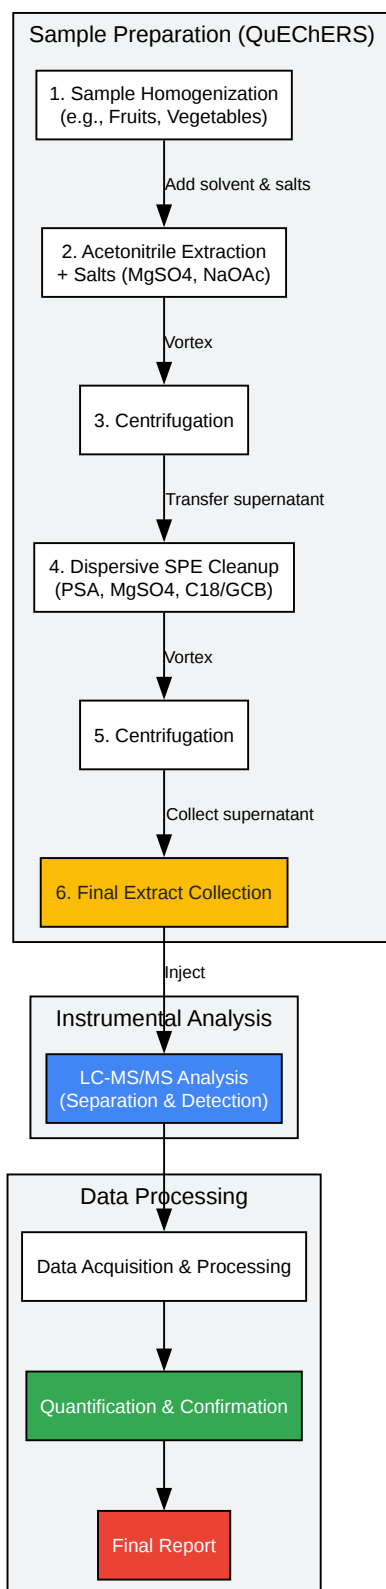 Sample Preparation (QuEChERS)
1. Sample Homogenization
(e.g., Fruits, Vegetables)
Add solvent & salts
2. Acetonitrile Extraction
+ Salts (MgSO4, NaOAc)
Vortex
3. Centrifugation
Transfer supernatant
4. Dispersive SPE Cleanup
(PSA, MgSO4, C18/GCB)
Vortex
5. Centrifugation
Collect supernatant
6. Final Extract Collection
Inject
Instrumental Analysis
LC-MS/MS Analysis
(Separation & Detection)
Data Processing
Data Acquisition & Processing
Quantification & Confirmation
Final Report